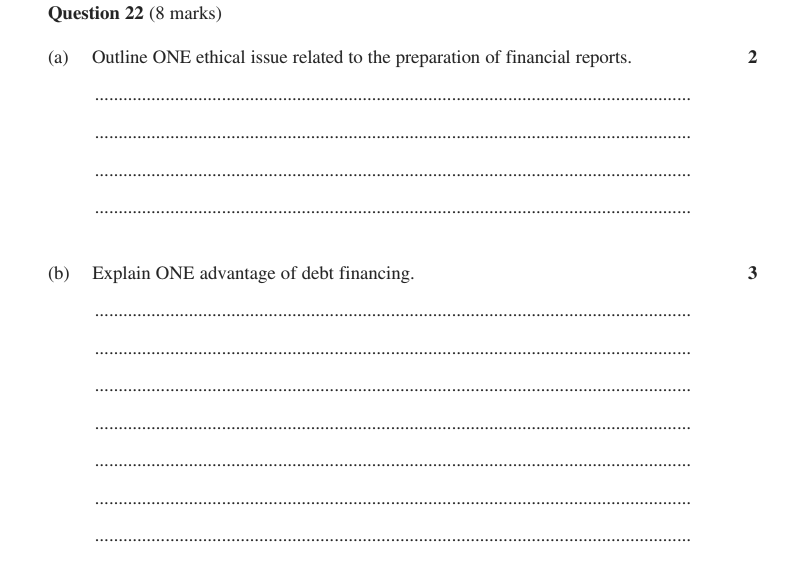 Question 22 (8 marks)
(a) Outline ONE ethical issue related to the preparation of financial reports. 2
(b) Explain ONE advantage of debt financing. 3